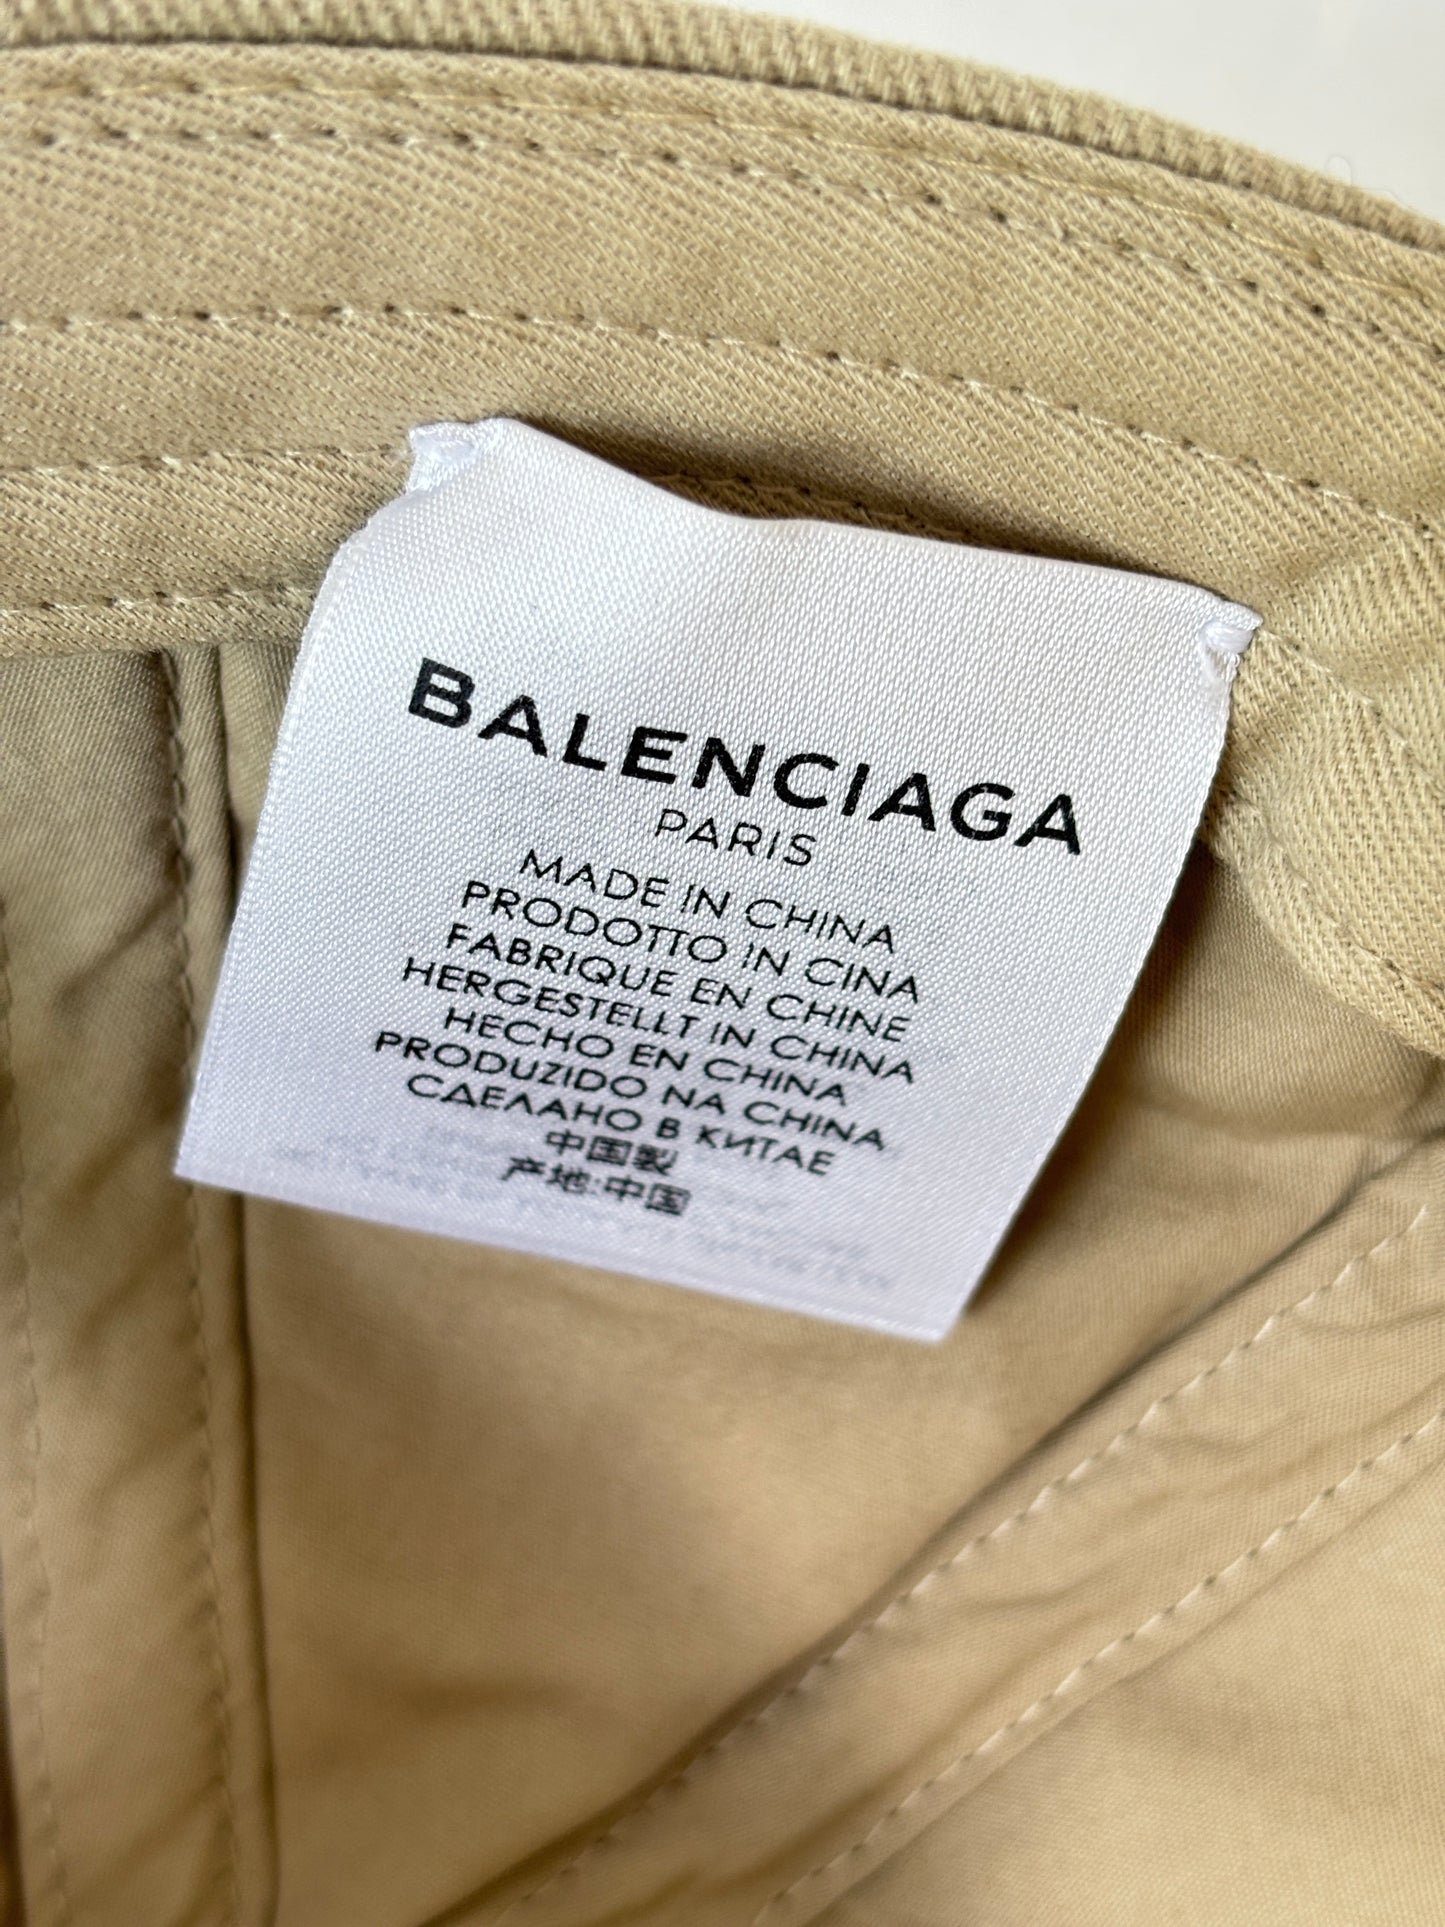 BALENCIAGA
PARIS
MADE IN CHINA
PRODOTTO IN CINA
FABRIQUE EN CHINE
HERGESTELLT IN CHINA
HECHO EN CHINA
PRODUZIDO NA CHINA
СДЕЛАНО В КИТАЕ
中国製
产地:中国